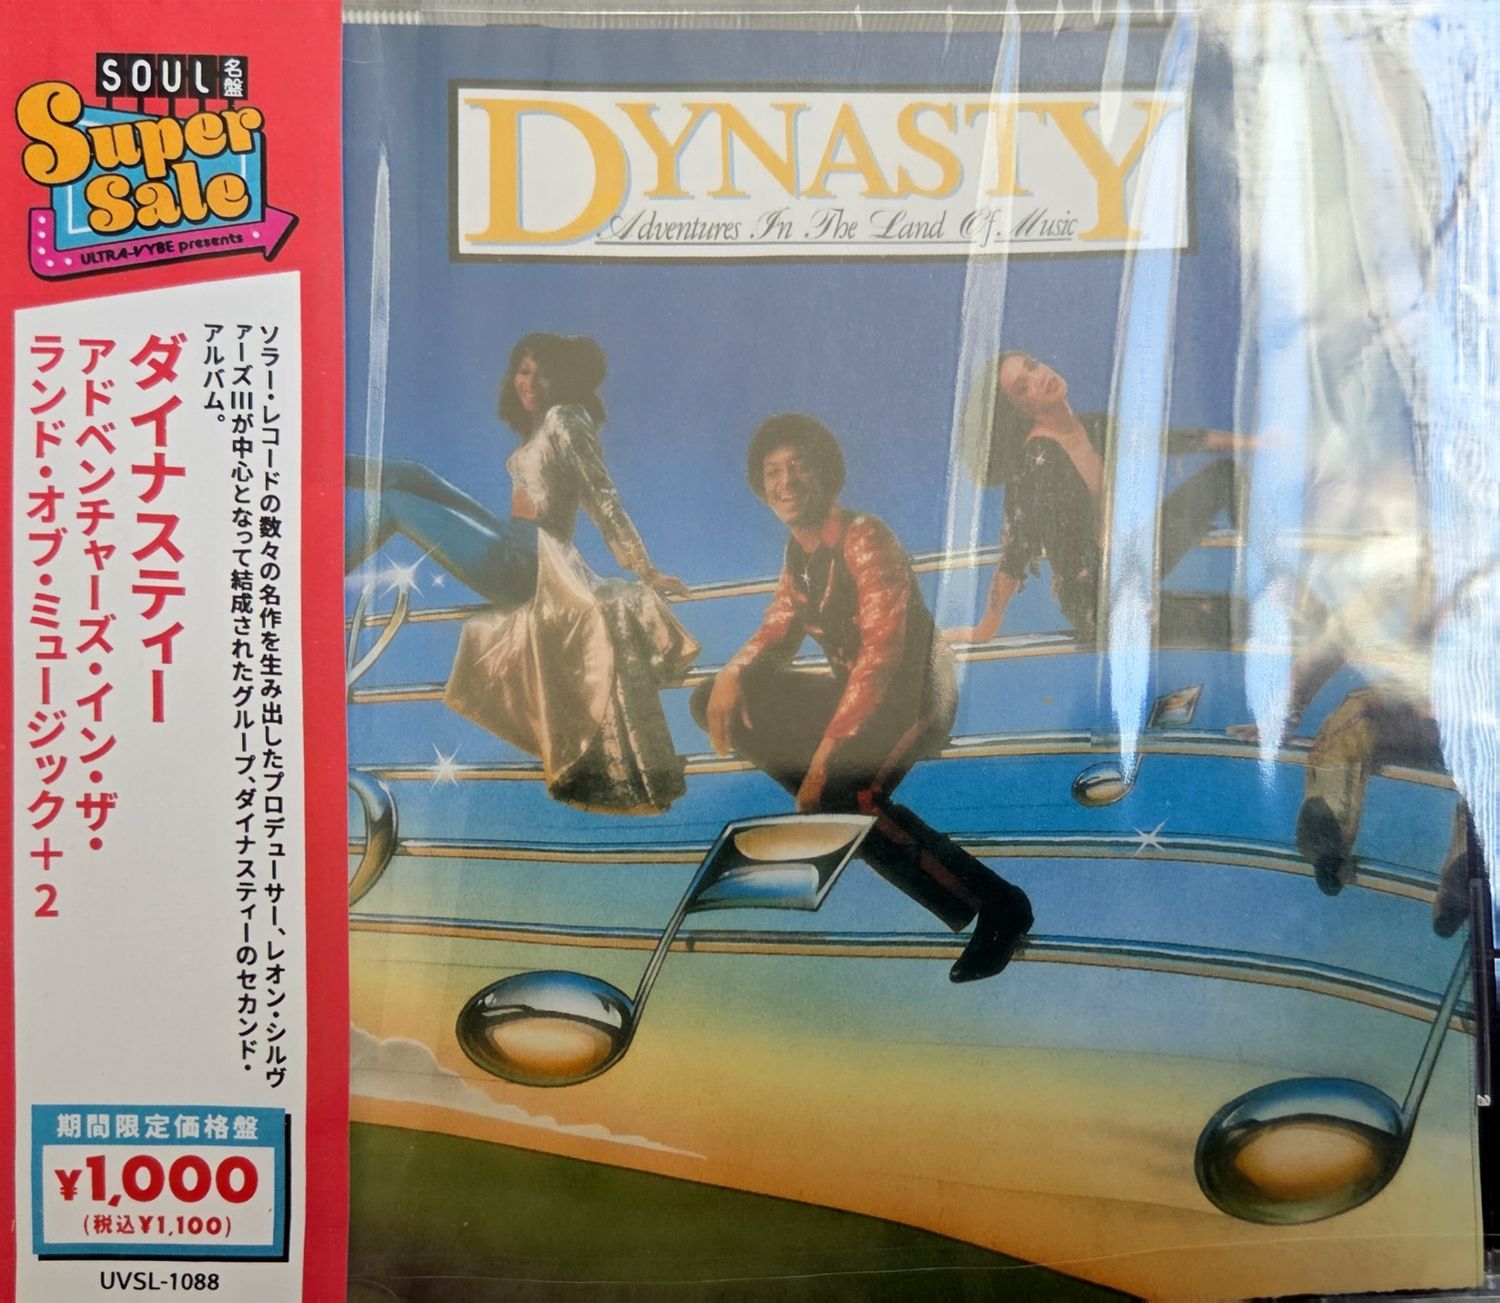 SOUL名盤
Super
Sale
ULTRA-VYBE presents
ソラー・レコードの数々の名作を生み出したプロデューサー、レオン・シルヴ
ァーズIIIが中心となって結成されたグループ、ダイナスティーのセカンド・
アルバム。
ダイナスティー
アドベンチャーズ・イン・ザ・
ランド・オブ・ミュージック+2
期間限定価格盤
¥1,000
(税込¥1,100)
UVSL-1088
DYNASTY
Adventures In The Land Of Music